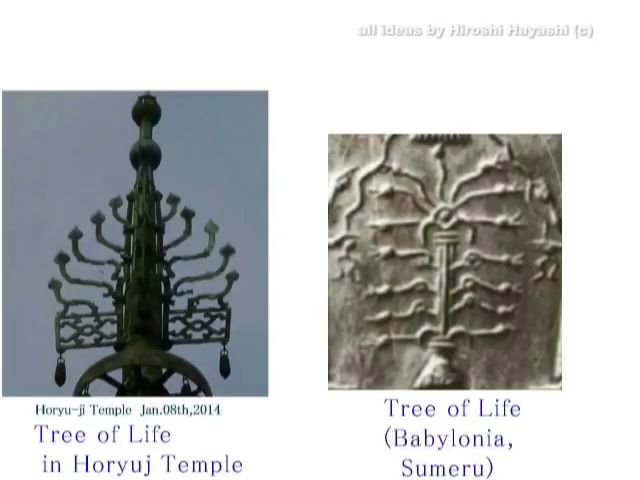 all ideas by Hiroshi Hayashi (c)
Horyu-ji Temple Jan.08th,2014
Tree of Life
in Horyuj Temple
Tree of Life
(Babylonia,
Sumeru)